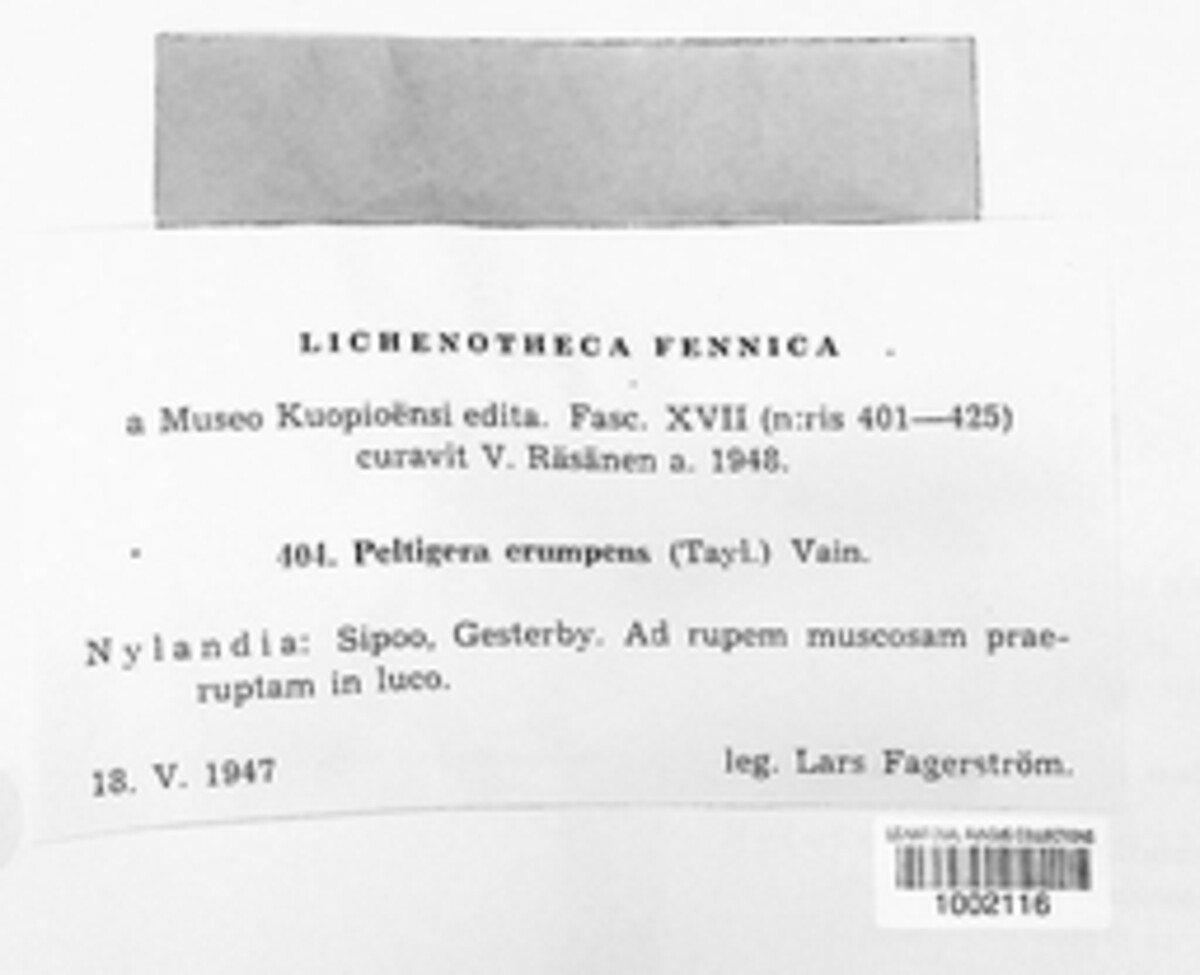 LICHENOTHECA FENNICA
a Museo Kuopioënsi edita. Fasc. XVII (n:ris 401—425)
curavit V. Räsänen a. 1948.
404. Peltigera erumpens (Tayl.) Vain.
Nylandia: Sipoo, Gesterby. Ad rupem muscosam prae-
ruptam in luco.
18. V. 1947
leg. Lars Fagerström.
1002116